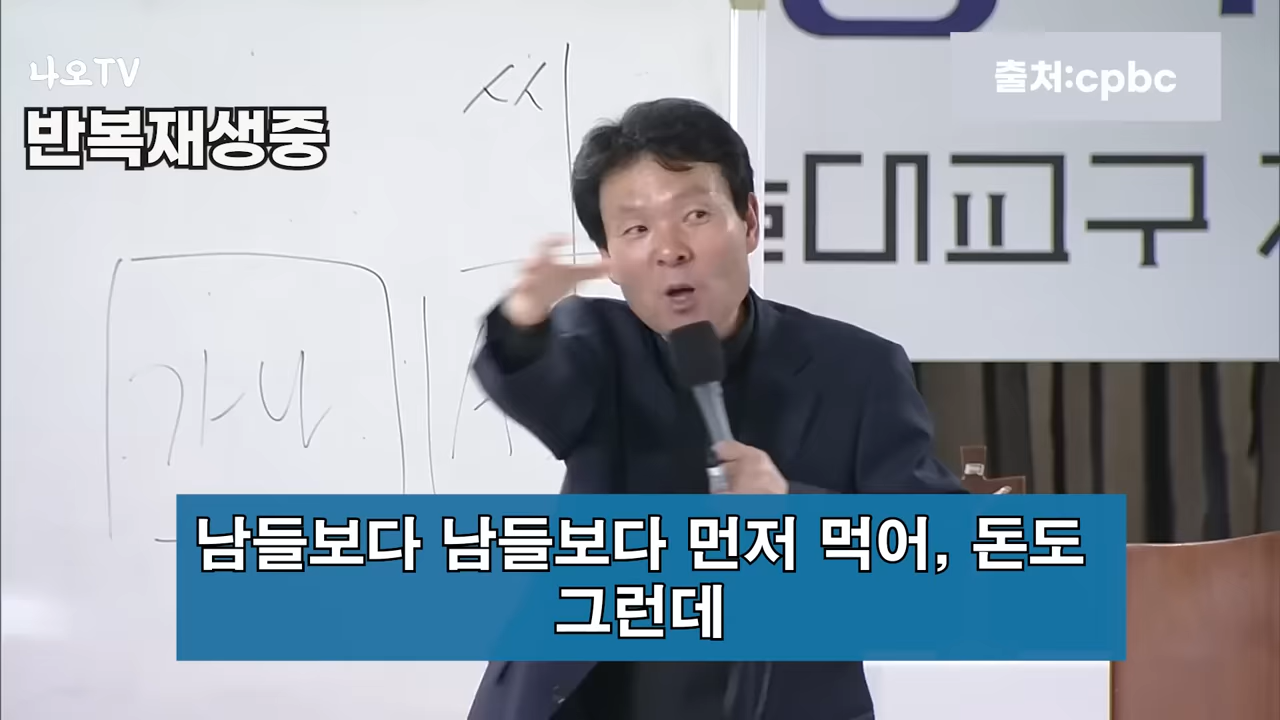 나오TV
반복재생중
출처:cpbc
대교구
가나
남들보다 남들보다 먼저 먹어, 돈도
그런데